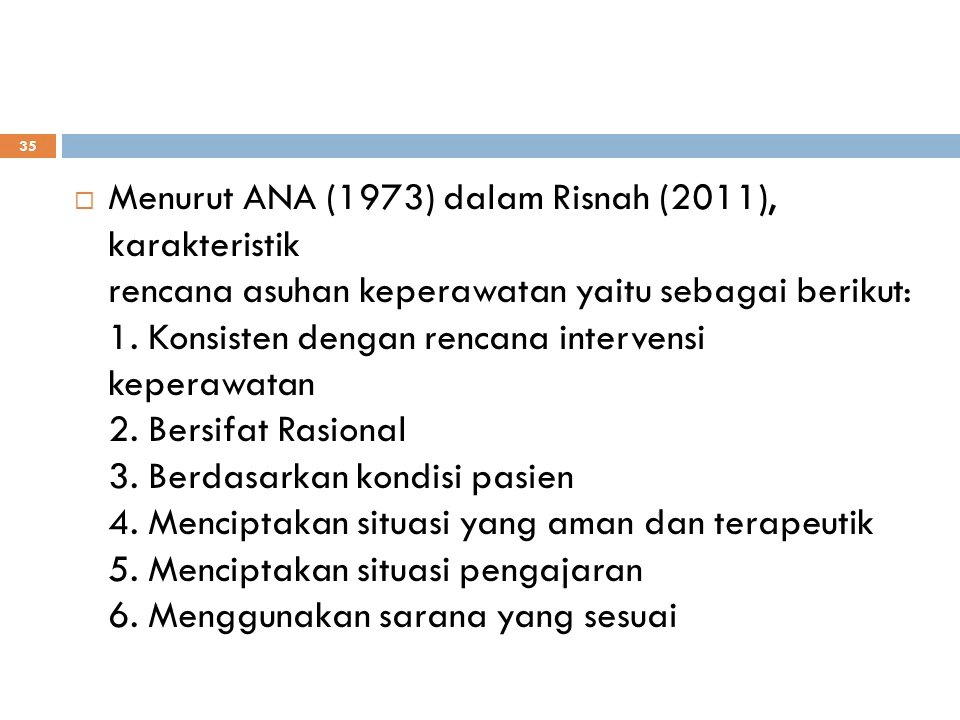 35
Menurut ANA (1973) dalam Risnah (2011),
karakteristik
rencana asuhan keperawatan yaitu sebagai berikut:
1. Konsisten dengan rencana intervensi
keperawatan
2. Bersifat Rasional
3. Berdasarkan kondisi pasien
4. Menciptakan situasi yang aman dan terapeutik
5. Menciptakan situasi pengajaran
6. Menggunakan sarana yang sesuai